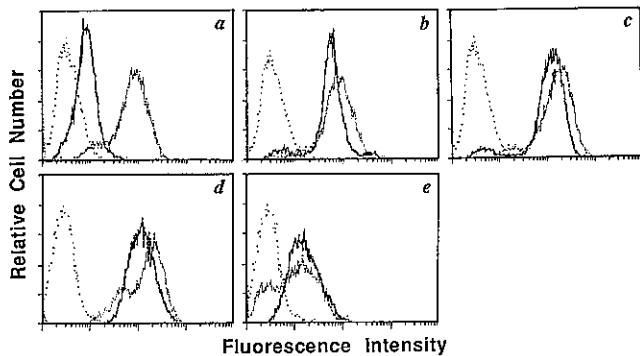 a
b
c
d
e
Relative Cell Number
Fluorescence Intensity